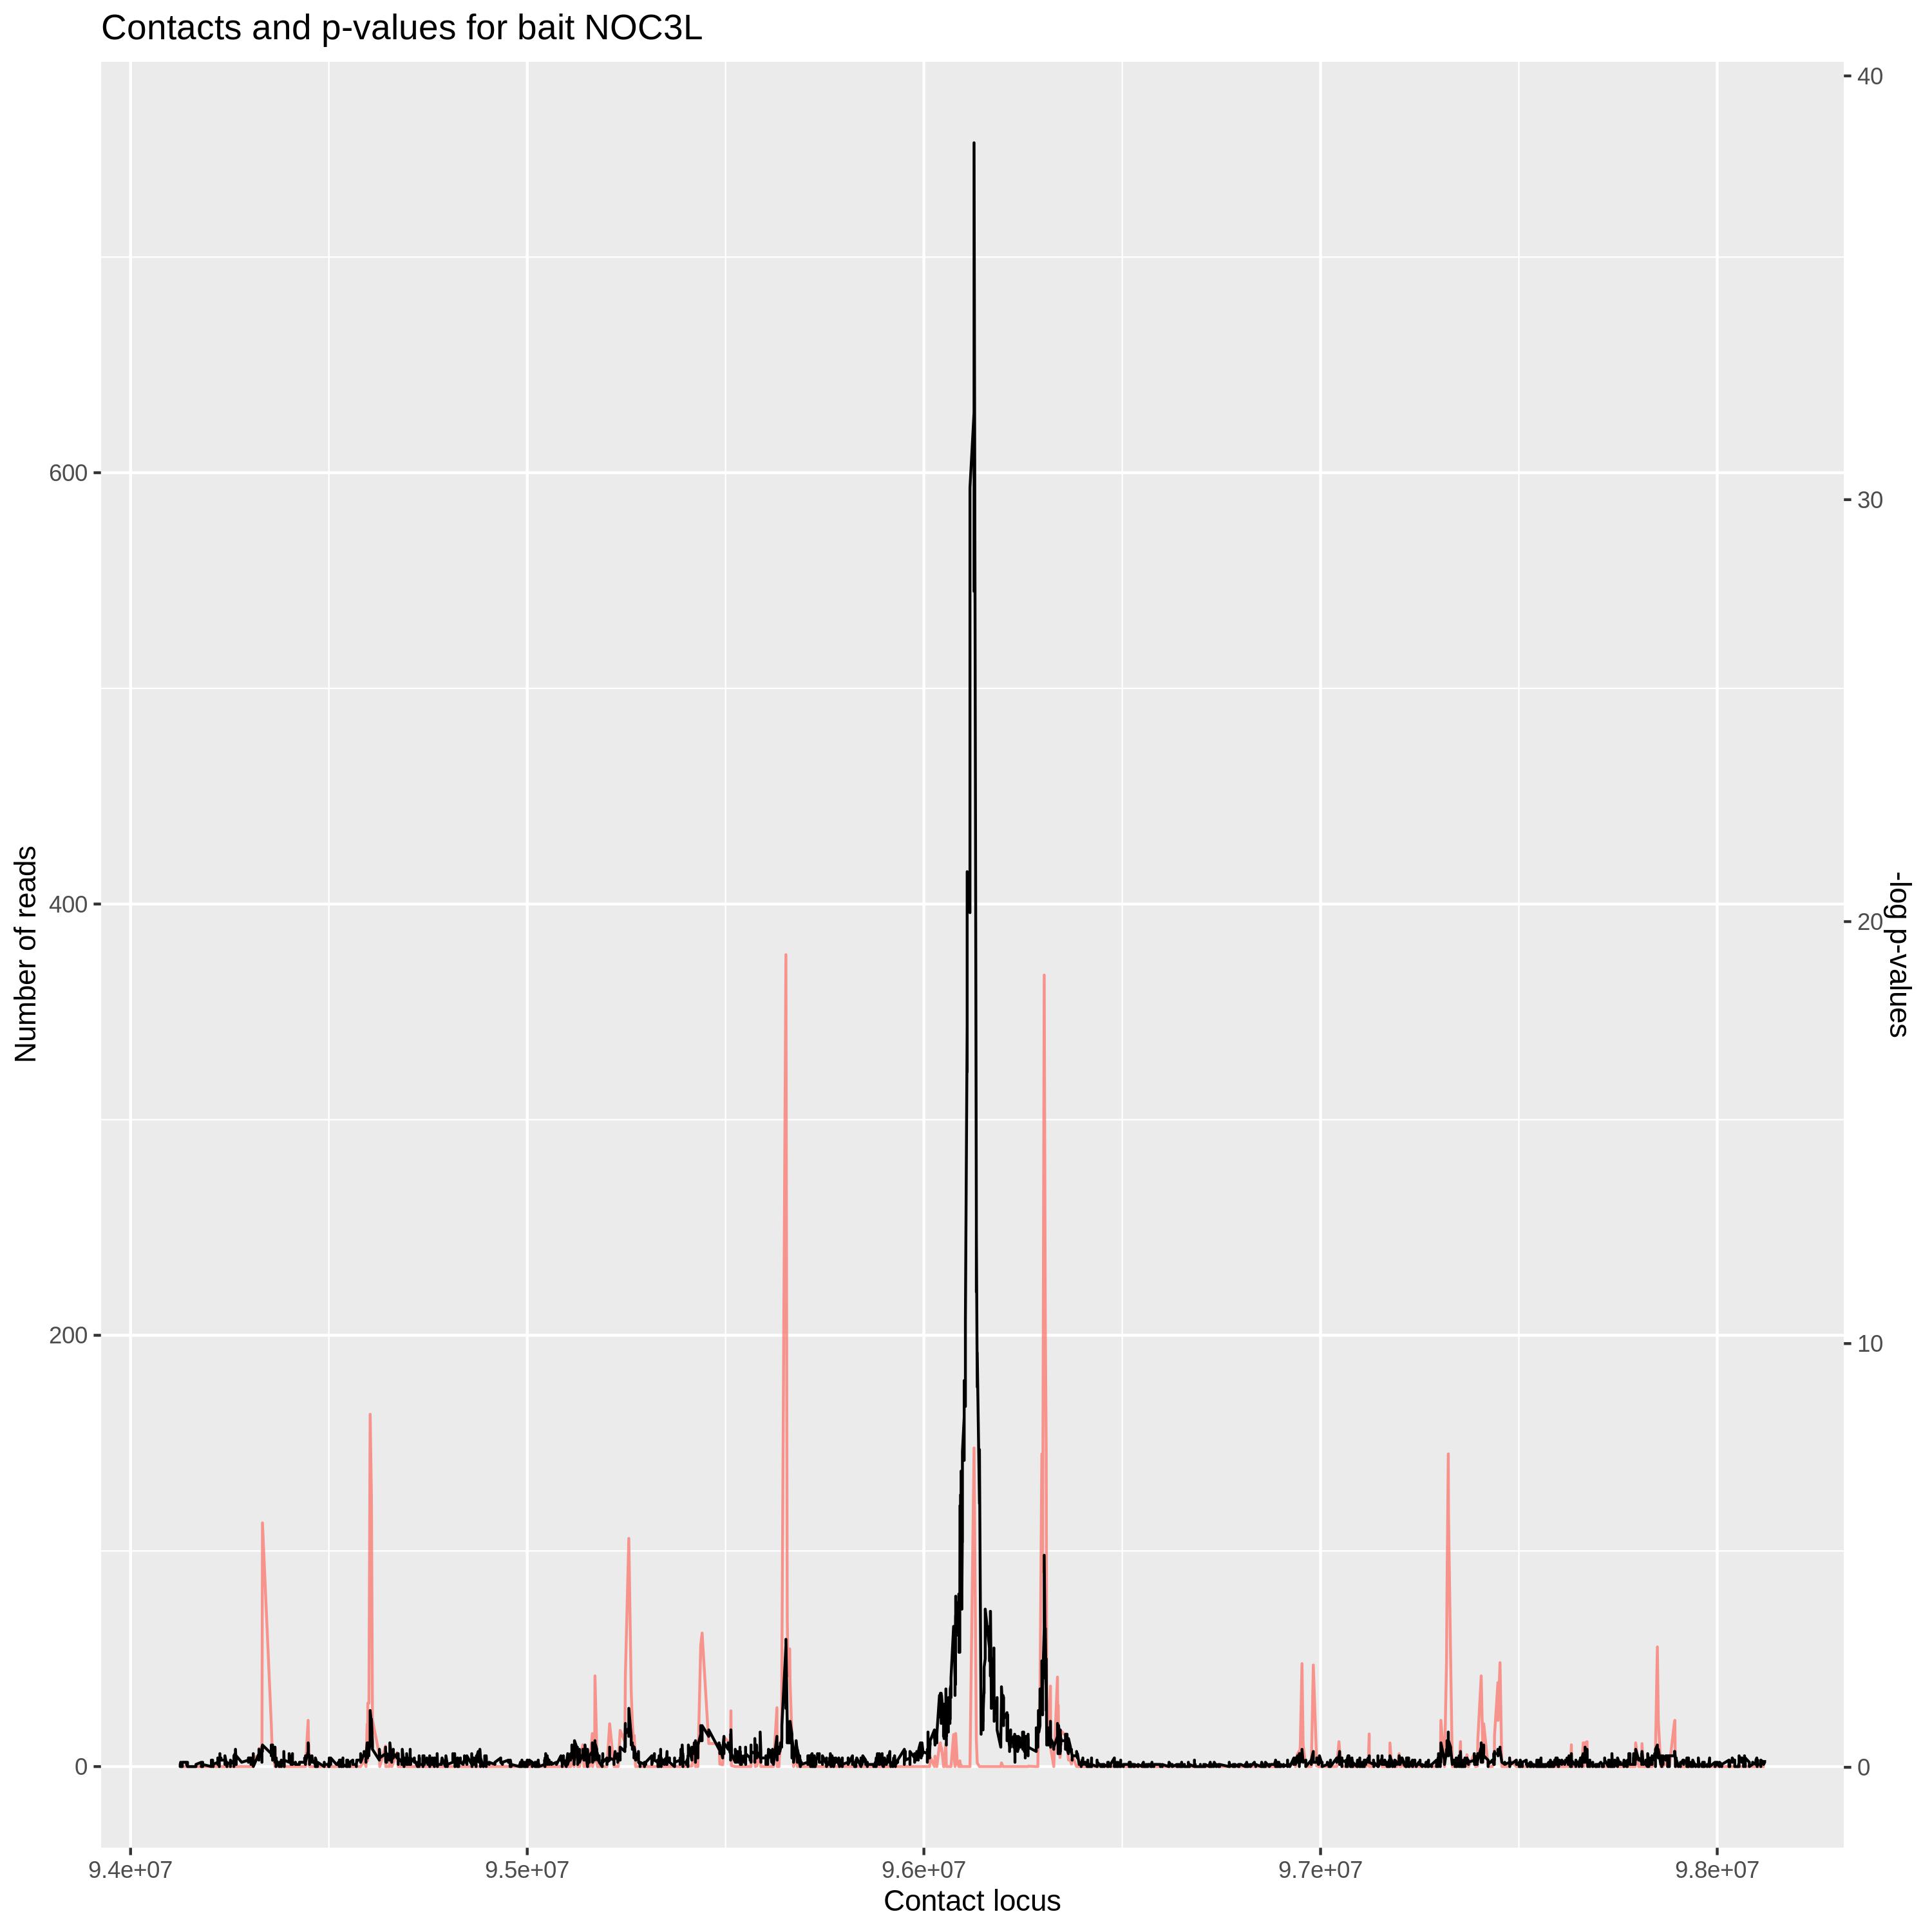 Contacts and p-values for bait NOC3L
40
600
30
400
20
200
10
0
0
Number of reads
-log p-values
9.4e+07
9.5e+07
9.6e+07
9.7e+07
9.8e+07
Contact locus